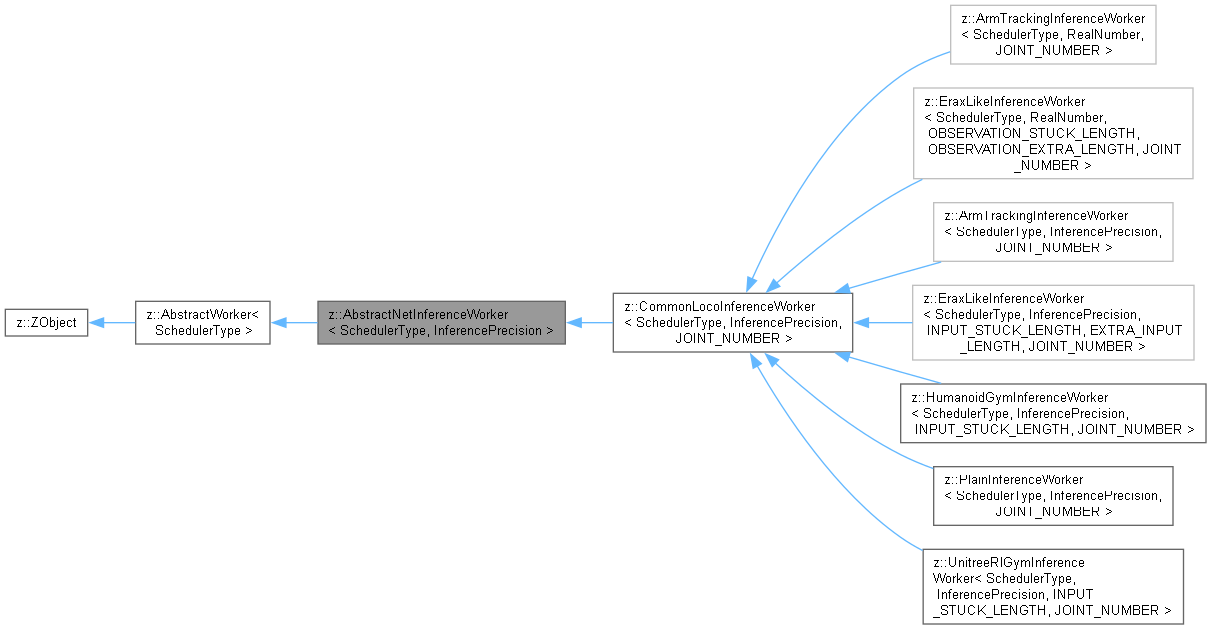 z::ZObject
z::AbstractWorker<
SchedulerType >
z::AbstractNetInferenceWorker
< SchedulerType, InferencePrecision >
z::CommonLocoInferenceWorker
< SchedulerType, InferencePrecision,
JOINT_NUMBER >
z::ArmTrackingInferenceWorker
< SchedulerType, RealNumber,
JOINT_NUMBER >
z::EraxLikeInferenceWorker
< SchedulerType, RealNumber,
OBSERVATION_STUCK_LENGTH,
OBSERVATION_EXTRA_LENGTH, JOINT
_NUMBER >
z::ArmTrackingInferenceWorker
< SchedulerType, InferencePrecision,
JOINT_NUMBER >
z::EraxLikeInferenceWorker
< SchedulerType, InferencePrecision,
INPUT_STUCK_LENGTH, EXTRA_INPUT
_LENGTH, JOINT_NUMBER >
z::HumanoidGymInferenceWorker
< SchedulerType, InferencePrecision,
INPUT_STUCK_LENGTH, JOINT_NUMBER >
z::PlainInferenceWorker
< SchedulerType, InferencePrecision,
JOINT_NUMBER >
z::UnitreeRlGymInference
Worker< SchedulerType,
InferencePrecision, INPUT
_STUCK_LENGTH, JOINT_NUMBER >